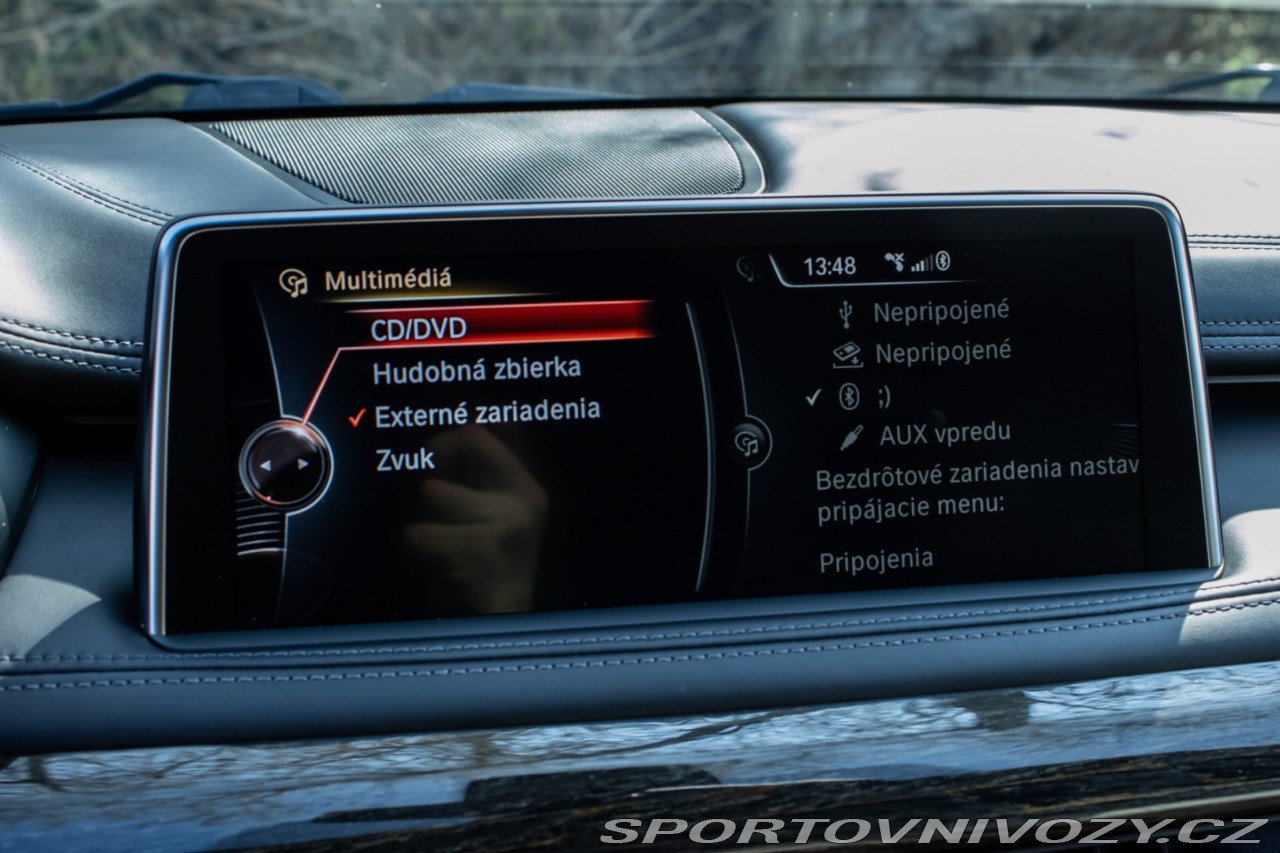 Multimédiá
CD/DVD
Hudobná zbierka
Externé zariadenia
Zvuk
13:48
Nepripojené
Nepripojené
;)
AUX vpredu
Bezdrôtové zariadenia nastav
pripájacie menu:
Pripojenia
SPORTOVNIVOZY.CZ